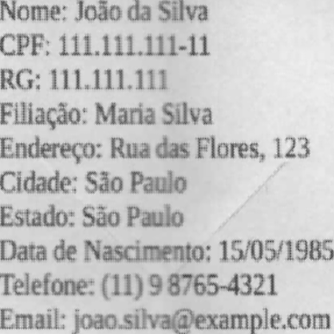 Nome: João da Silva
CPF: 111.111.111-11
RG: 111.111.111
Filiação: Maria Silva
Endereço: Rua das Flores, 123
Cidade: São Paulo
Estado: São Paulo
Data de Nascimento: 15/05/1985
Telefone: (11) 9 8765-4321
Email: joao.silva@example.com